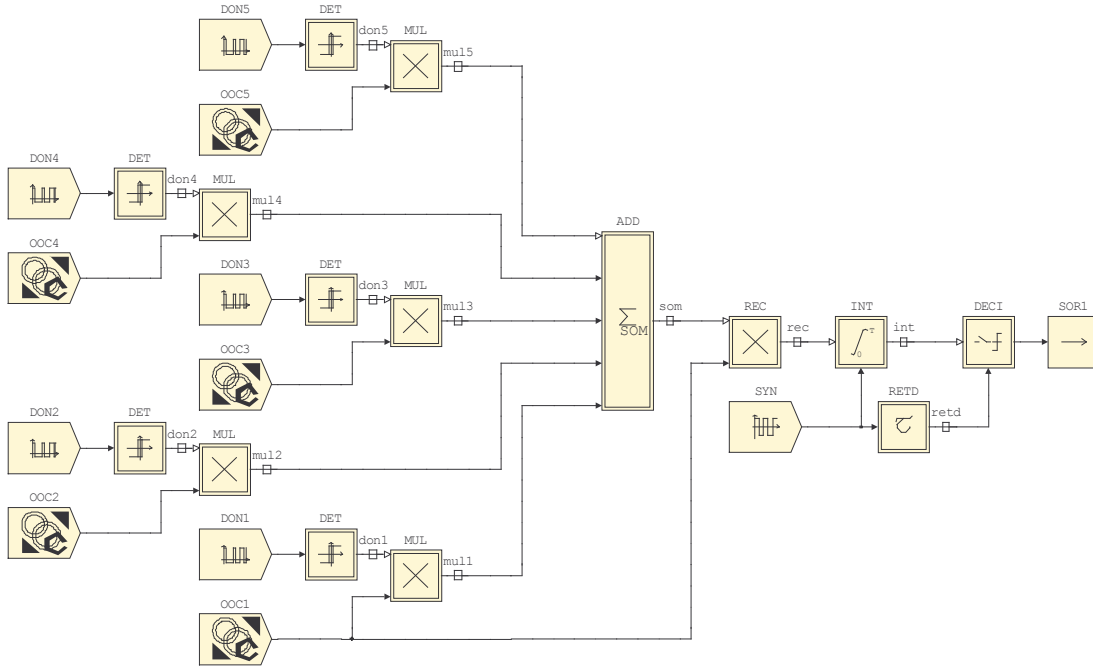 DON5 DET
don5 MUL
mul5
OOC5
DON4 DET
don4 MUL
mul4
OOC4
ADD
DON3 DET
don3 MUL
mul3
OOC3
Σ
SOM
som
REC
rec
INT
T
∫
0
int
DECI
SOR1
SYN
RETD
retd
τ
DON2 DET
don2 MUL
mul2
OOC2
DON1 DET
don1 MUL
mul1
OOC1